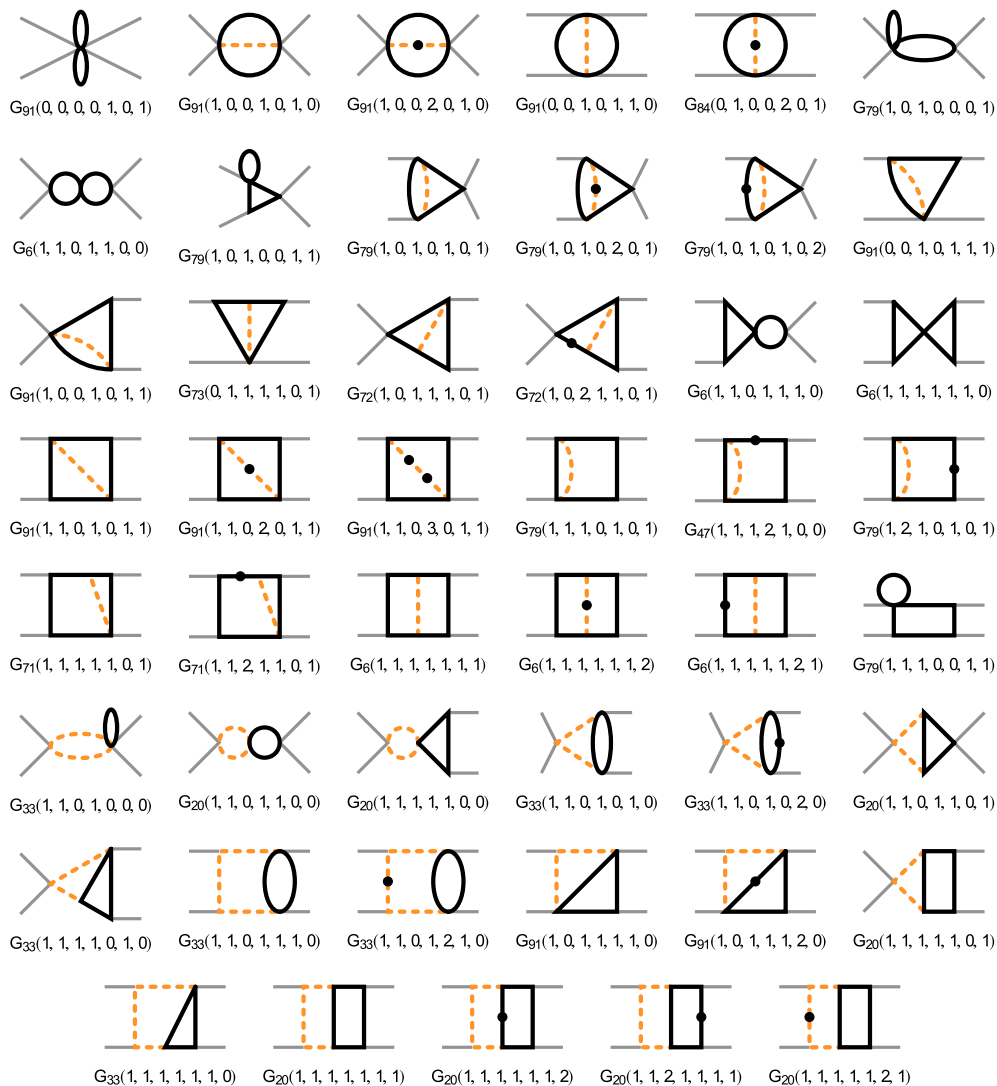 G91(0, 0, 0, 0, 1, 0, 1) G91(1, 0, 0, 1, 0, 1, 0) G91(1, 0, 0, 2, 0, 1, 0) G91(0, 0, 1, 0, 1, 1, 0) G84(0, 1, 0, 0, 2, 0, 1) G79(1, 0, 1, 0, 0, 0, 1)
G6(1, 1, 0, 1, 1, 0, 0) G79(1, 0, 1, 0, 0, 1, 1) G79(1, 0, 1, 0, 1, 0, 1) G79(1, 0, 1, 0, 2, 0, 1) G79(1, 0, 1, 0, 1, 0, 2) G91(0, 0, 1, 0, 1, 1, 1)
G91(1, 0, 0, 1, 0, 1, 1) G73(0, 1, 1, 1, 1, 0, 1) G72(1, 0, 1, 1, 1, 0, 1) G72(1, 0, 2, 1, 1, 0, 1) G6(1, 1, 0, 1, 1, 1, 0) G6(1, 1, 1, 1, 1, 1, 0)
G91(1, 1, 0, 1, 0, 1, 1) G91(1, 1, 0, 2, 0, 1, 1) G91(1, 1, 0, 3, 0, 1, 1) G79(1, 1, 1, 0, 1, 0, 1) G47(1, 1, 1, 2, 1, 0, 0) G79(1, 2, 1, 0, 1, 0, 1)
G71(1, 1, 1, 1, 1, 0, 1) G71(1, 1, 2, 1, 1, 0, 1) G6(1, 1, 1, 1, 1, 1, 1) G6(1, 1, 1, 1, 1, 1, 2) G6(1, 1, 1, 1, 1, 2, 1) G79(1, 1, 1, 0, 0, 1, 1)
G33(1, 1, 0, 1, 0, 0, 0) G20(1, 1, 0, 1, 1, 0, 0) G20(1, 1, 1, 1, 1, 0, 0) G33(1, 1, 0, 1, 0, 1, 0) G33(1, 1, 0, 1, 0, 2, 0) G20(1, 1, 0, 1, 1, 0, 1)
G33(1, 1, 1, 1, 0, 1, 0) G33(1, 1, 0, 1, 1, 1, 0) G33(1, 1, 0, 1, 2, 1, 0) G91(1, 0, 1, 1, 1, 1, 0) G91(1, 0, 1, 1, 1, 2, 0) G20(1, 1, 1, 1, 1, 0, 1)
G33(1, 1, 1, 1, 1, 1, 0) G20(1, 1, 1, 1, 1, 1, 1) G20(1, 1, 1, 1, 1, 1, 2) G20(1, 1, 2, 1, 1, 1, 1) G20(1, 1, 1, 1, 1, 2, 1)